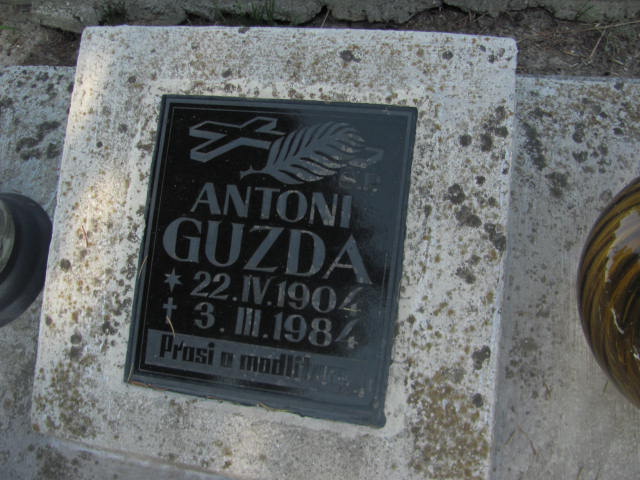 Ś.P.
ANTONI
GUZDA
* 22.IV.1904
† 3.III.1984
Prosi o modlitwę